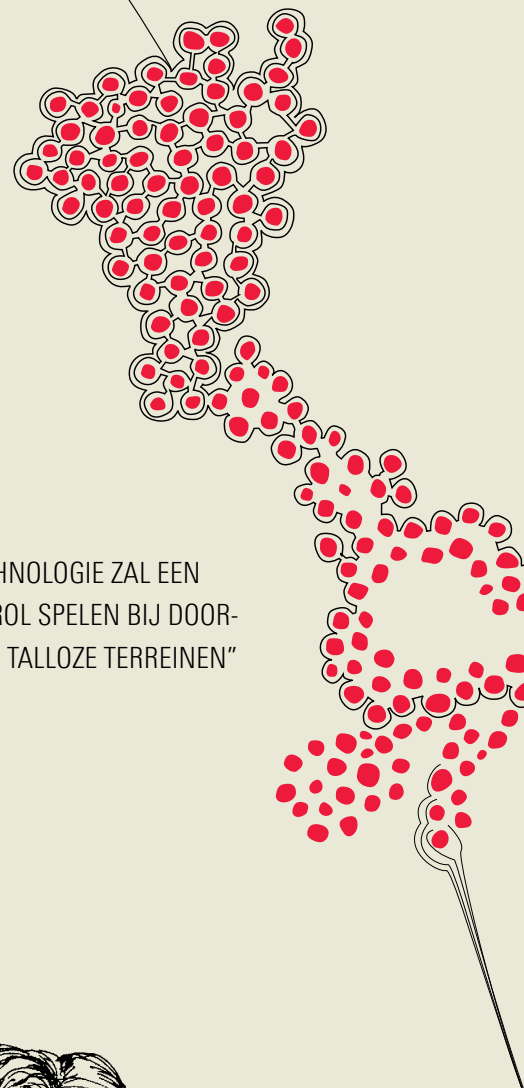 HNOLOGIE ZAL EEN
ROL SPELEN BIJ DOOR-
TALLOZE TERREINEN”